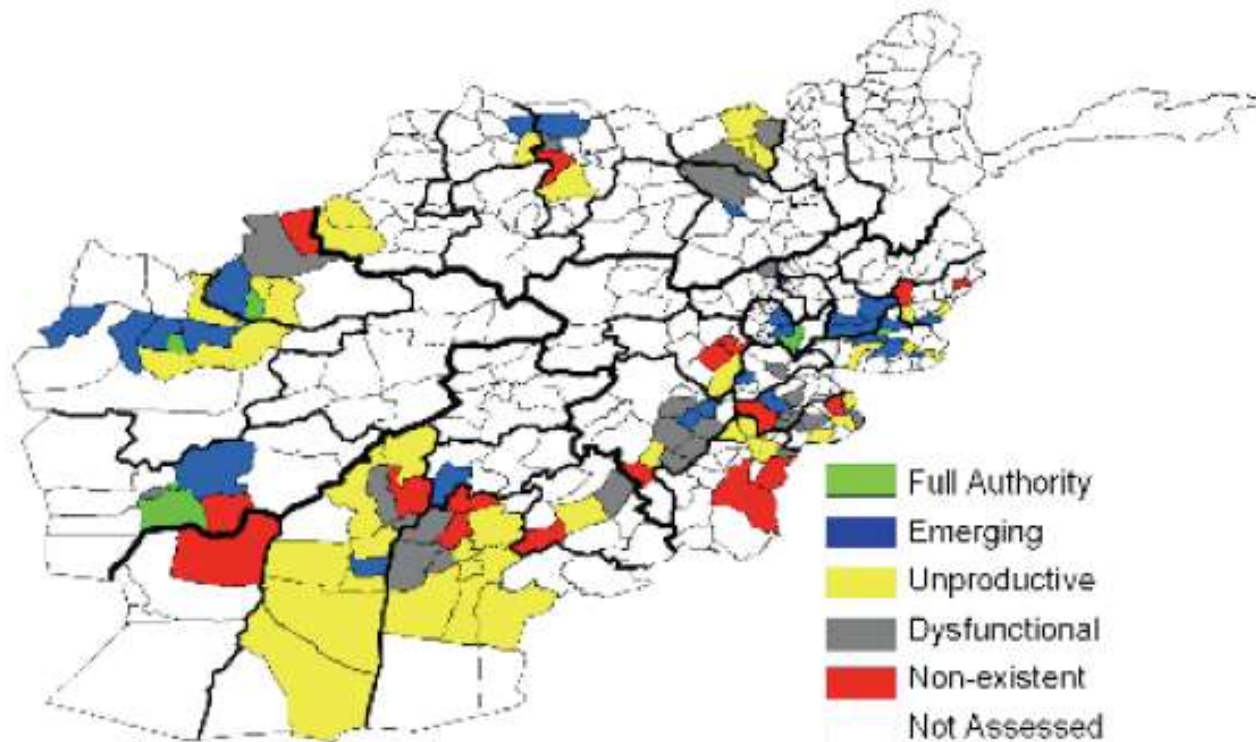 Full Authority
Emerging
Unproductive
Dysfunctional
Non-existent
Not Assessed